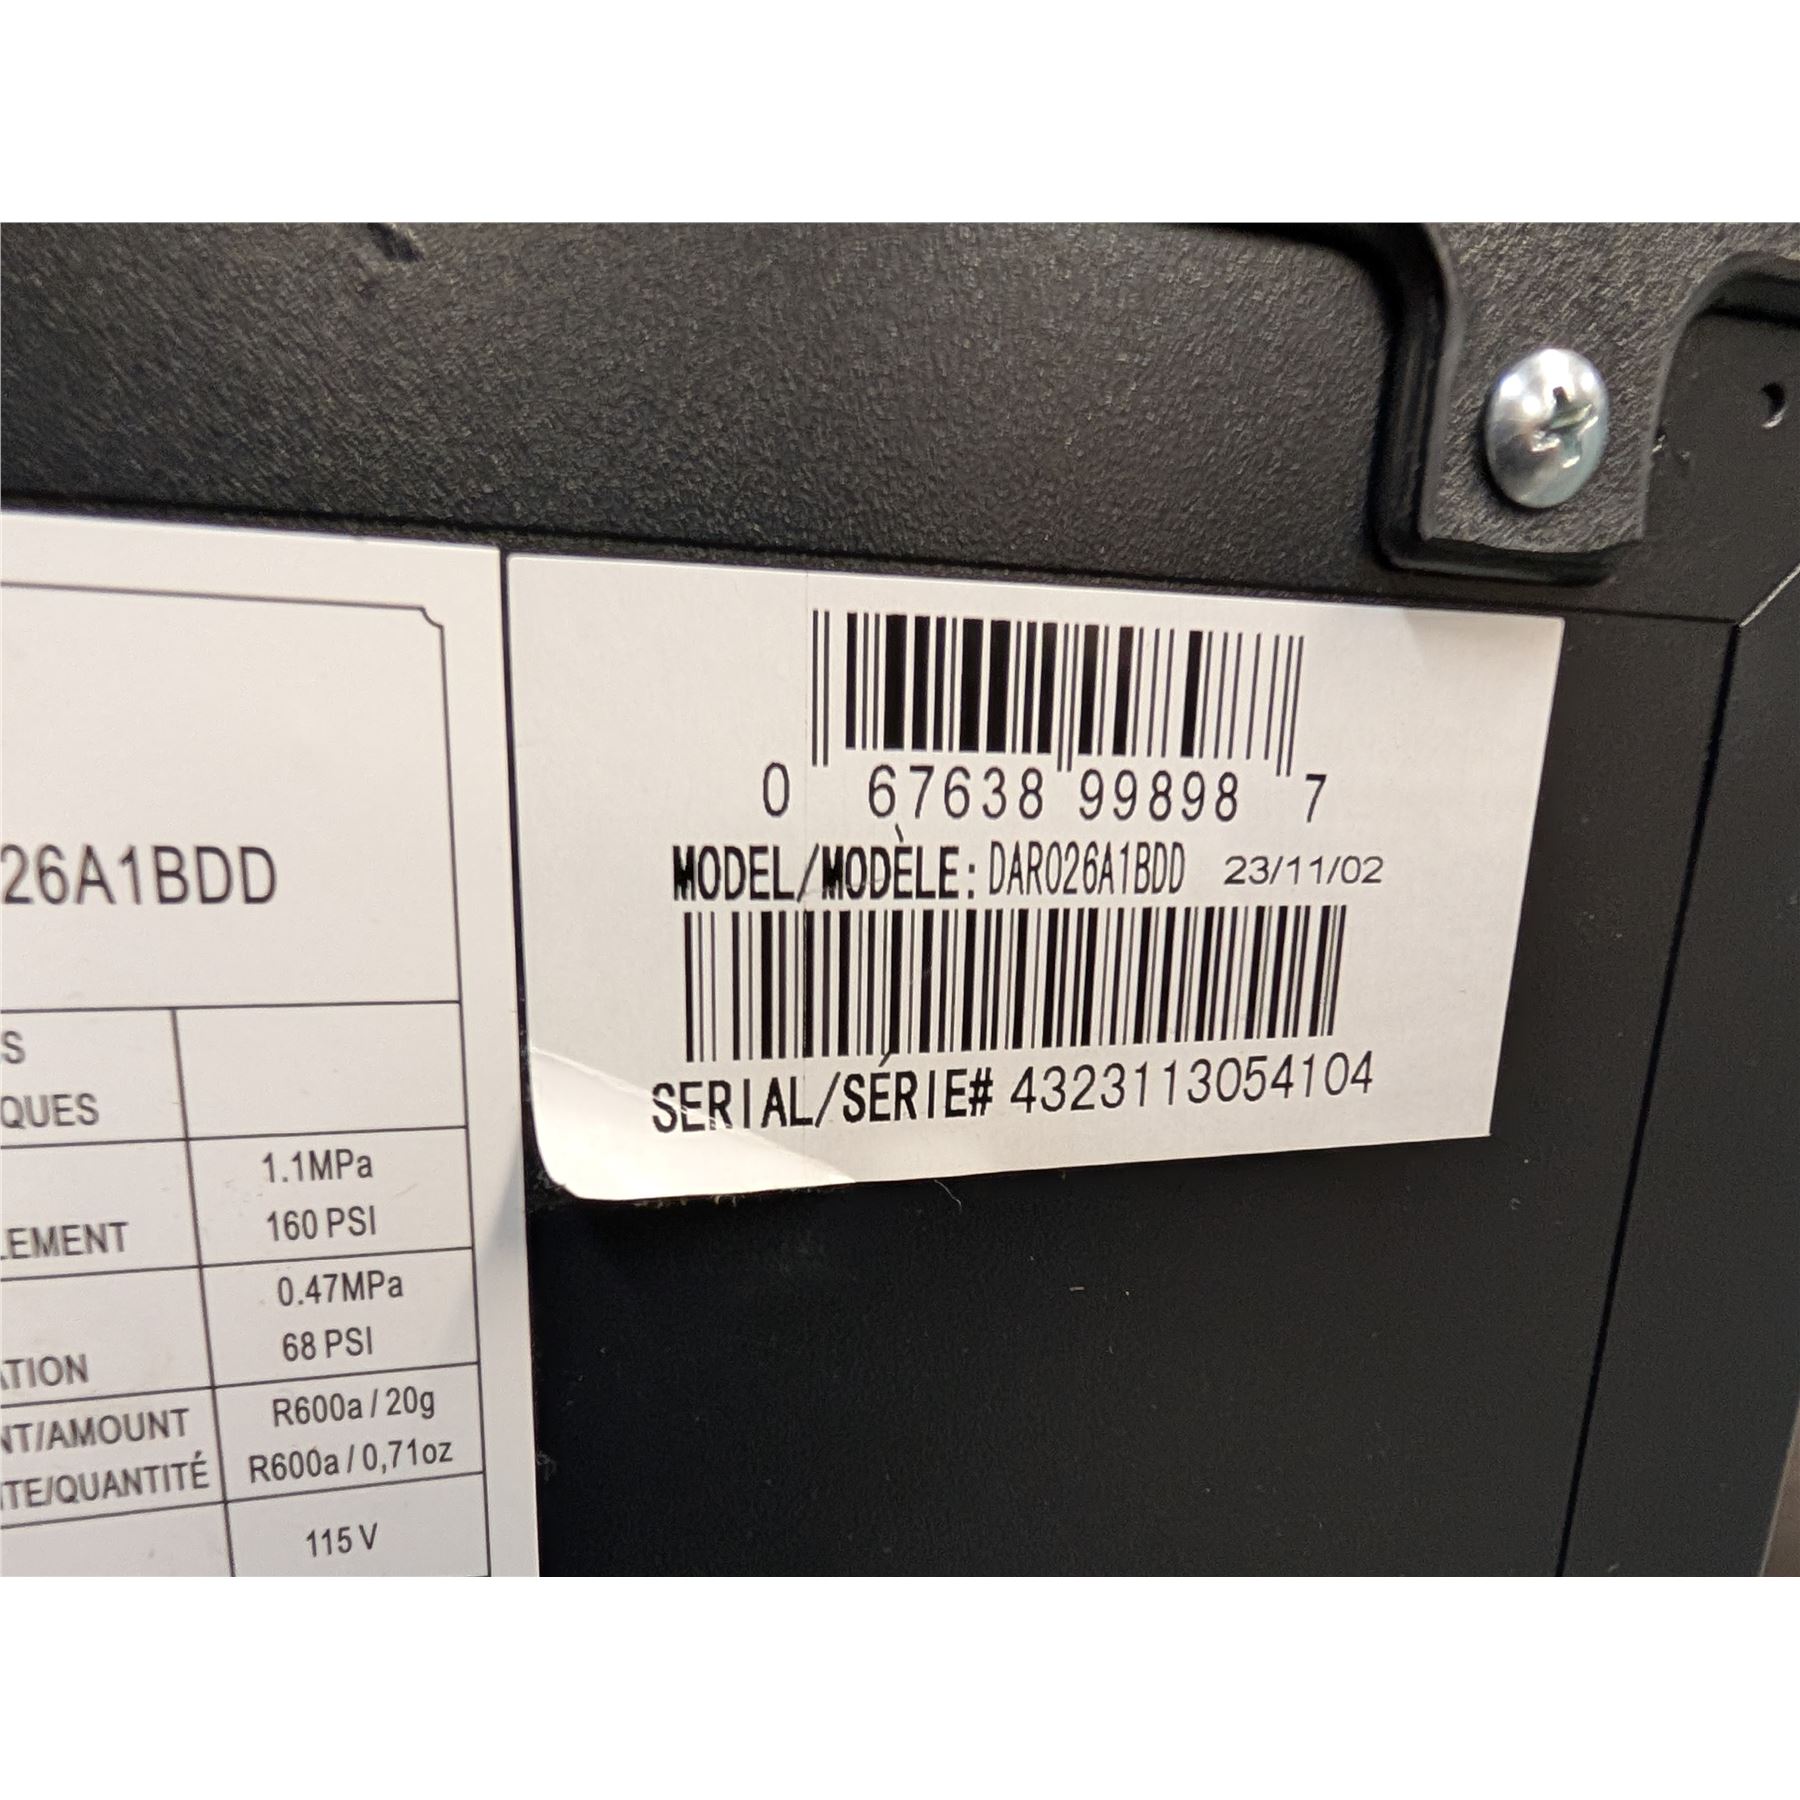 26A1BDD
S
QUES
1.1MPa
160 PSI
LEMENT
0.47MPa
68 PSI
ATION
NT/AMOUNT
R600a / 20g
ITE/QUANTITÉ
R600a / 0,71oz
115 V
0 67638 99898 7
MODEL/MODÈLE: DAR026A1BDD 23/11/02
SERIAL/SÉRIE# 4323113054104